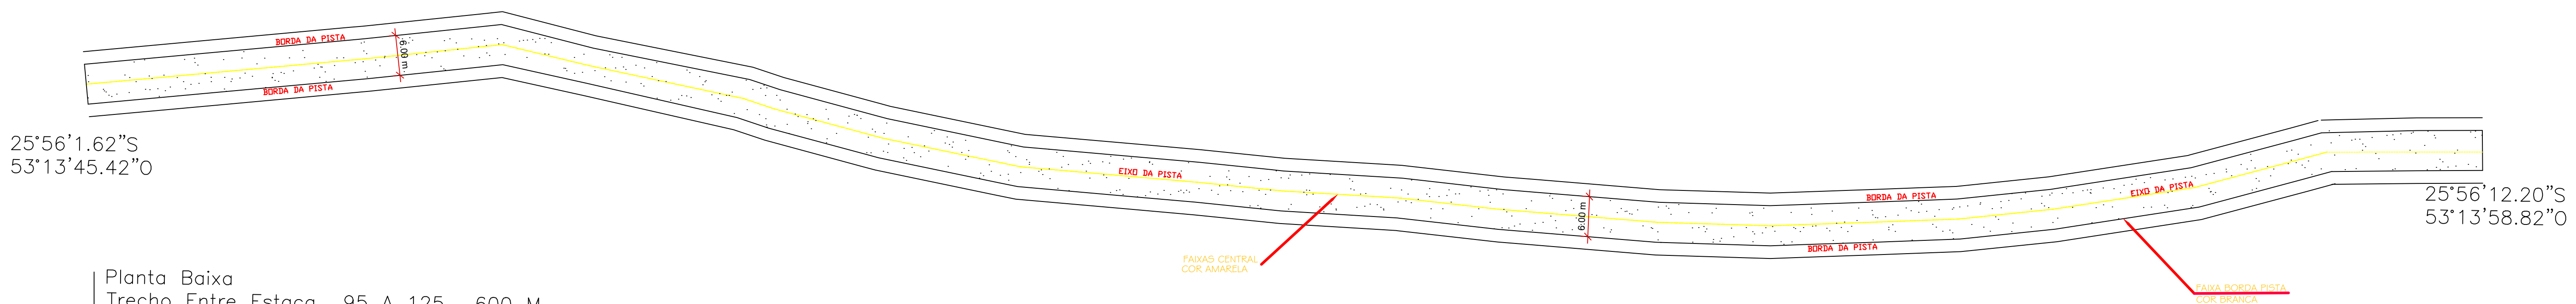 BORDA DA PISTA
6.00 m
BORDA DA PISTA
25°56'1.62"S
53°13'45.42"O
EIXO DA PISTA
BORDA DA PISTA
EIXO DA PISTA
6.00 m
BORDA DA PISTA
25°56'12.20"S
53°13'58.82"O
FAIXAS CENTRAL
COR AMARELA
FAIXA BORDA PISTA
COR BRANCA
Planta Baixa
Trecho Entre Estaca 95 A 125 600 M